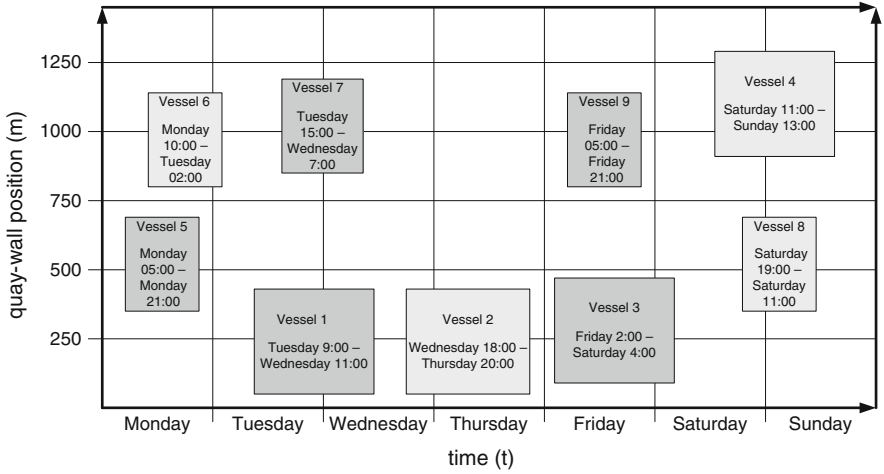 quay-wall position (m)
1250
1000
750
500
250
Vessel 6
Monday
10:00 –
Tuesday
02:00
Vessel 7
Tuesday
15:00 –
Wednesday
7:00
Vessel 9
Friday
05:00 –
Friday
21:00
Vessel 4
Saturday 11:00 –
Sunday 13:00
Vessel 5
Monday
05:00 –
Monday
21:00
Vessel 8
Saturday
19:00 –
Saturday
11:00
Vessel 1
Tuesday 9:00 –
Wednesday 11:00
Vessel 2
Wednesday 18:00 –
Thursday 20:00
Vessel 3
Friday 2:00 –
Saturday 4:00
Monday Tuesday Wednesday Thursday Friday Saturday Sunday
time (t)